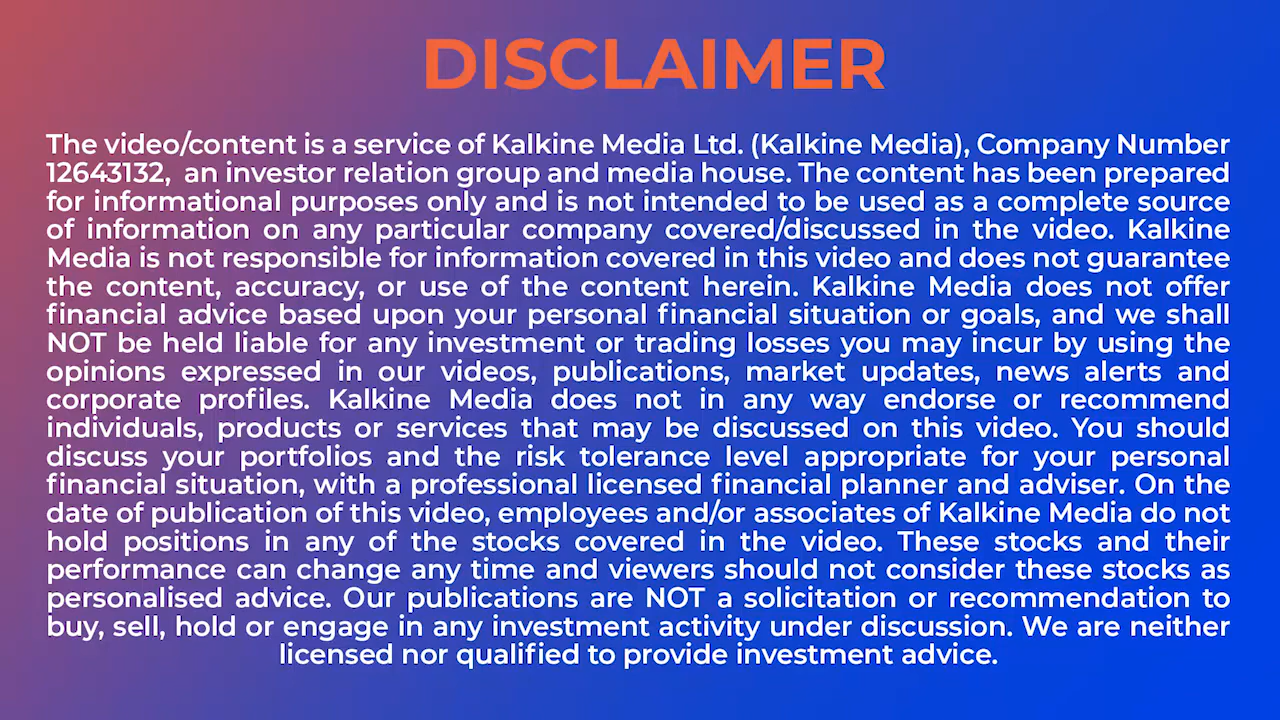 DISCLAIMER
The video/content is a service of Kalkine Media Ltd. (Kalkine Media), Company Number
12643132, an investor relation group and media house. The content has been prepared
for informational purposes only and is not intended to be used as a complete source
of information on any particular company covered/discussed in the video. Kalkine
Media is not responsible for information covered in this video and does not guarantee
the content, accuracy, or use of the content herein. Kalkine Media does not offer
financial advice based upon your personal financial situation or goals, and we shall
NOT be held liable for any investment or trading losses you may incur by using the
opinions expressed in our videos, publications, market updates, news alerts and
corporate profiles. Kalkine Media does not in any way endorse or recommend
individuals, products or services that may be discussed on this video. You should
discuss your portfolios and the risk tolerance level appropriate for your personal
financial situation, with a professional licensed financial planner and adviser. On the
date of publication of this video, employees and/or associates of Kalkine Media do not
hold positions in any of the stocks covered in the video. These stocks and their
performance can change any time and viewers should not consider these stocks as
personalised advice. Our publications are NOT a solicitation or recommendation to
buy, sell, hold or engage in any investment activity under discussion. We are neither
licensed nor qualified to provide investment advice.